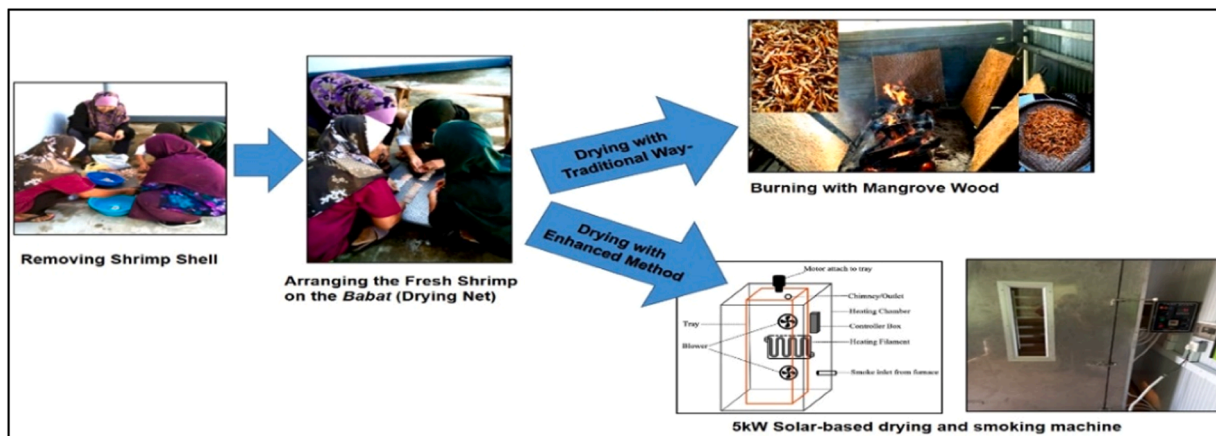 Removing Shrimp Shell
Arranging the Fresh Shrimp
on the Babat (Drying Net)
Drying with
Traditional Way-
Burning with Mangrove Wood
Drying with
Enhanced Method
Motor attach to tray
Chimney/Outlet
Heating Chamber
Tray
Controller Box
Blower
Heating Filament
Smoke inlet from furnace
5kW Solar-based drying and smoking machine